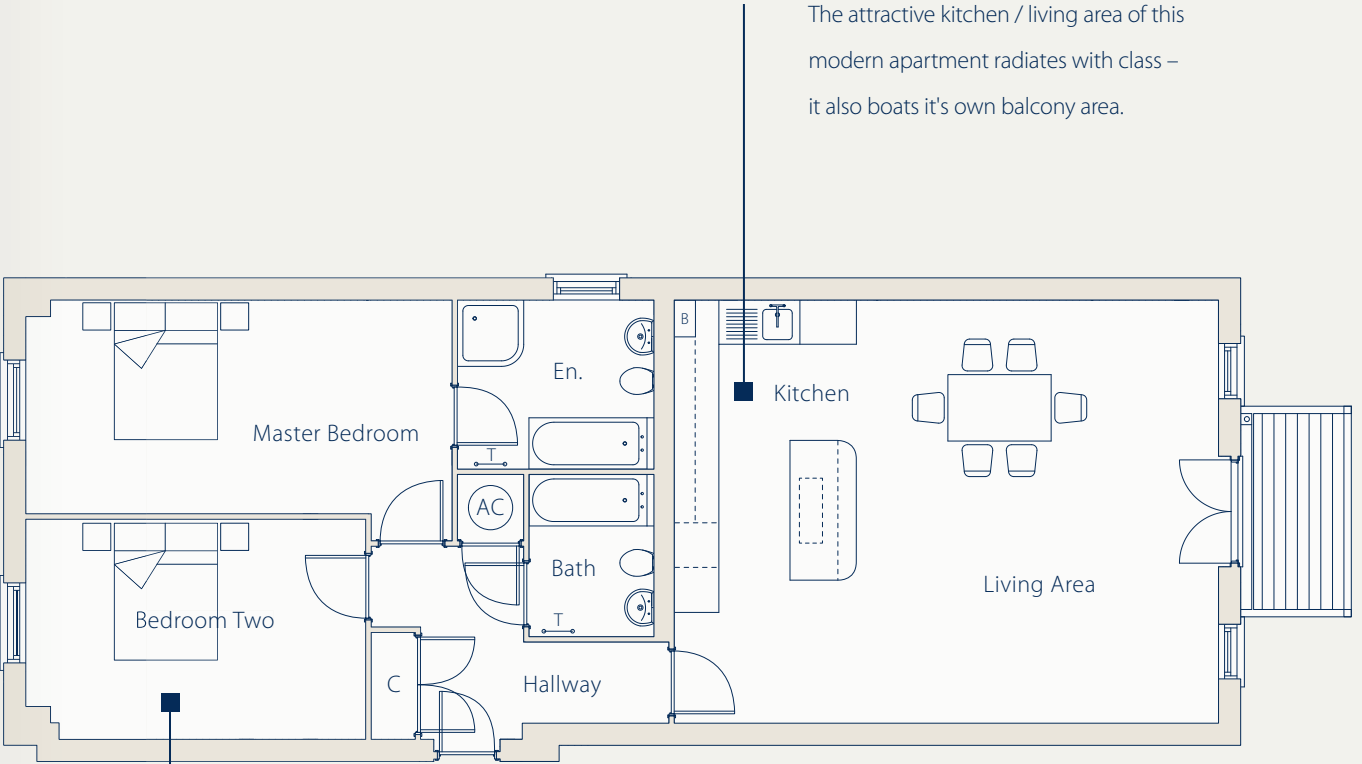 The attractive kitchen / living area of this
modern apartment radiates with class –
it also boats it's own balcony area.
B
En.
Kitchen
Master Bedroom
T
AC
Bath
Living Area
Bedroom Two
T
C
Hallway